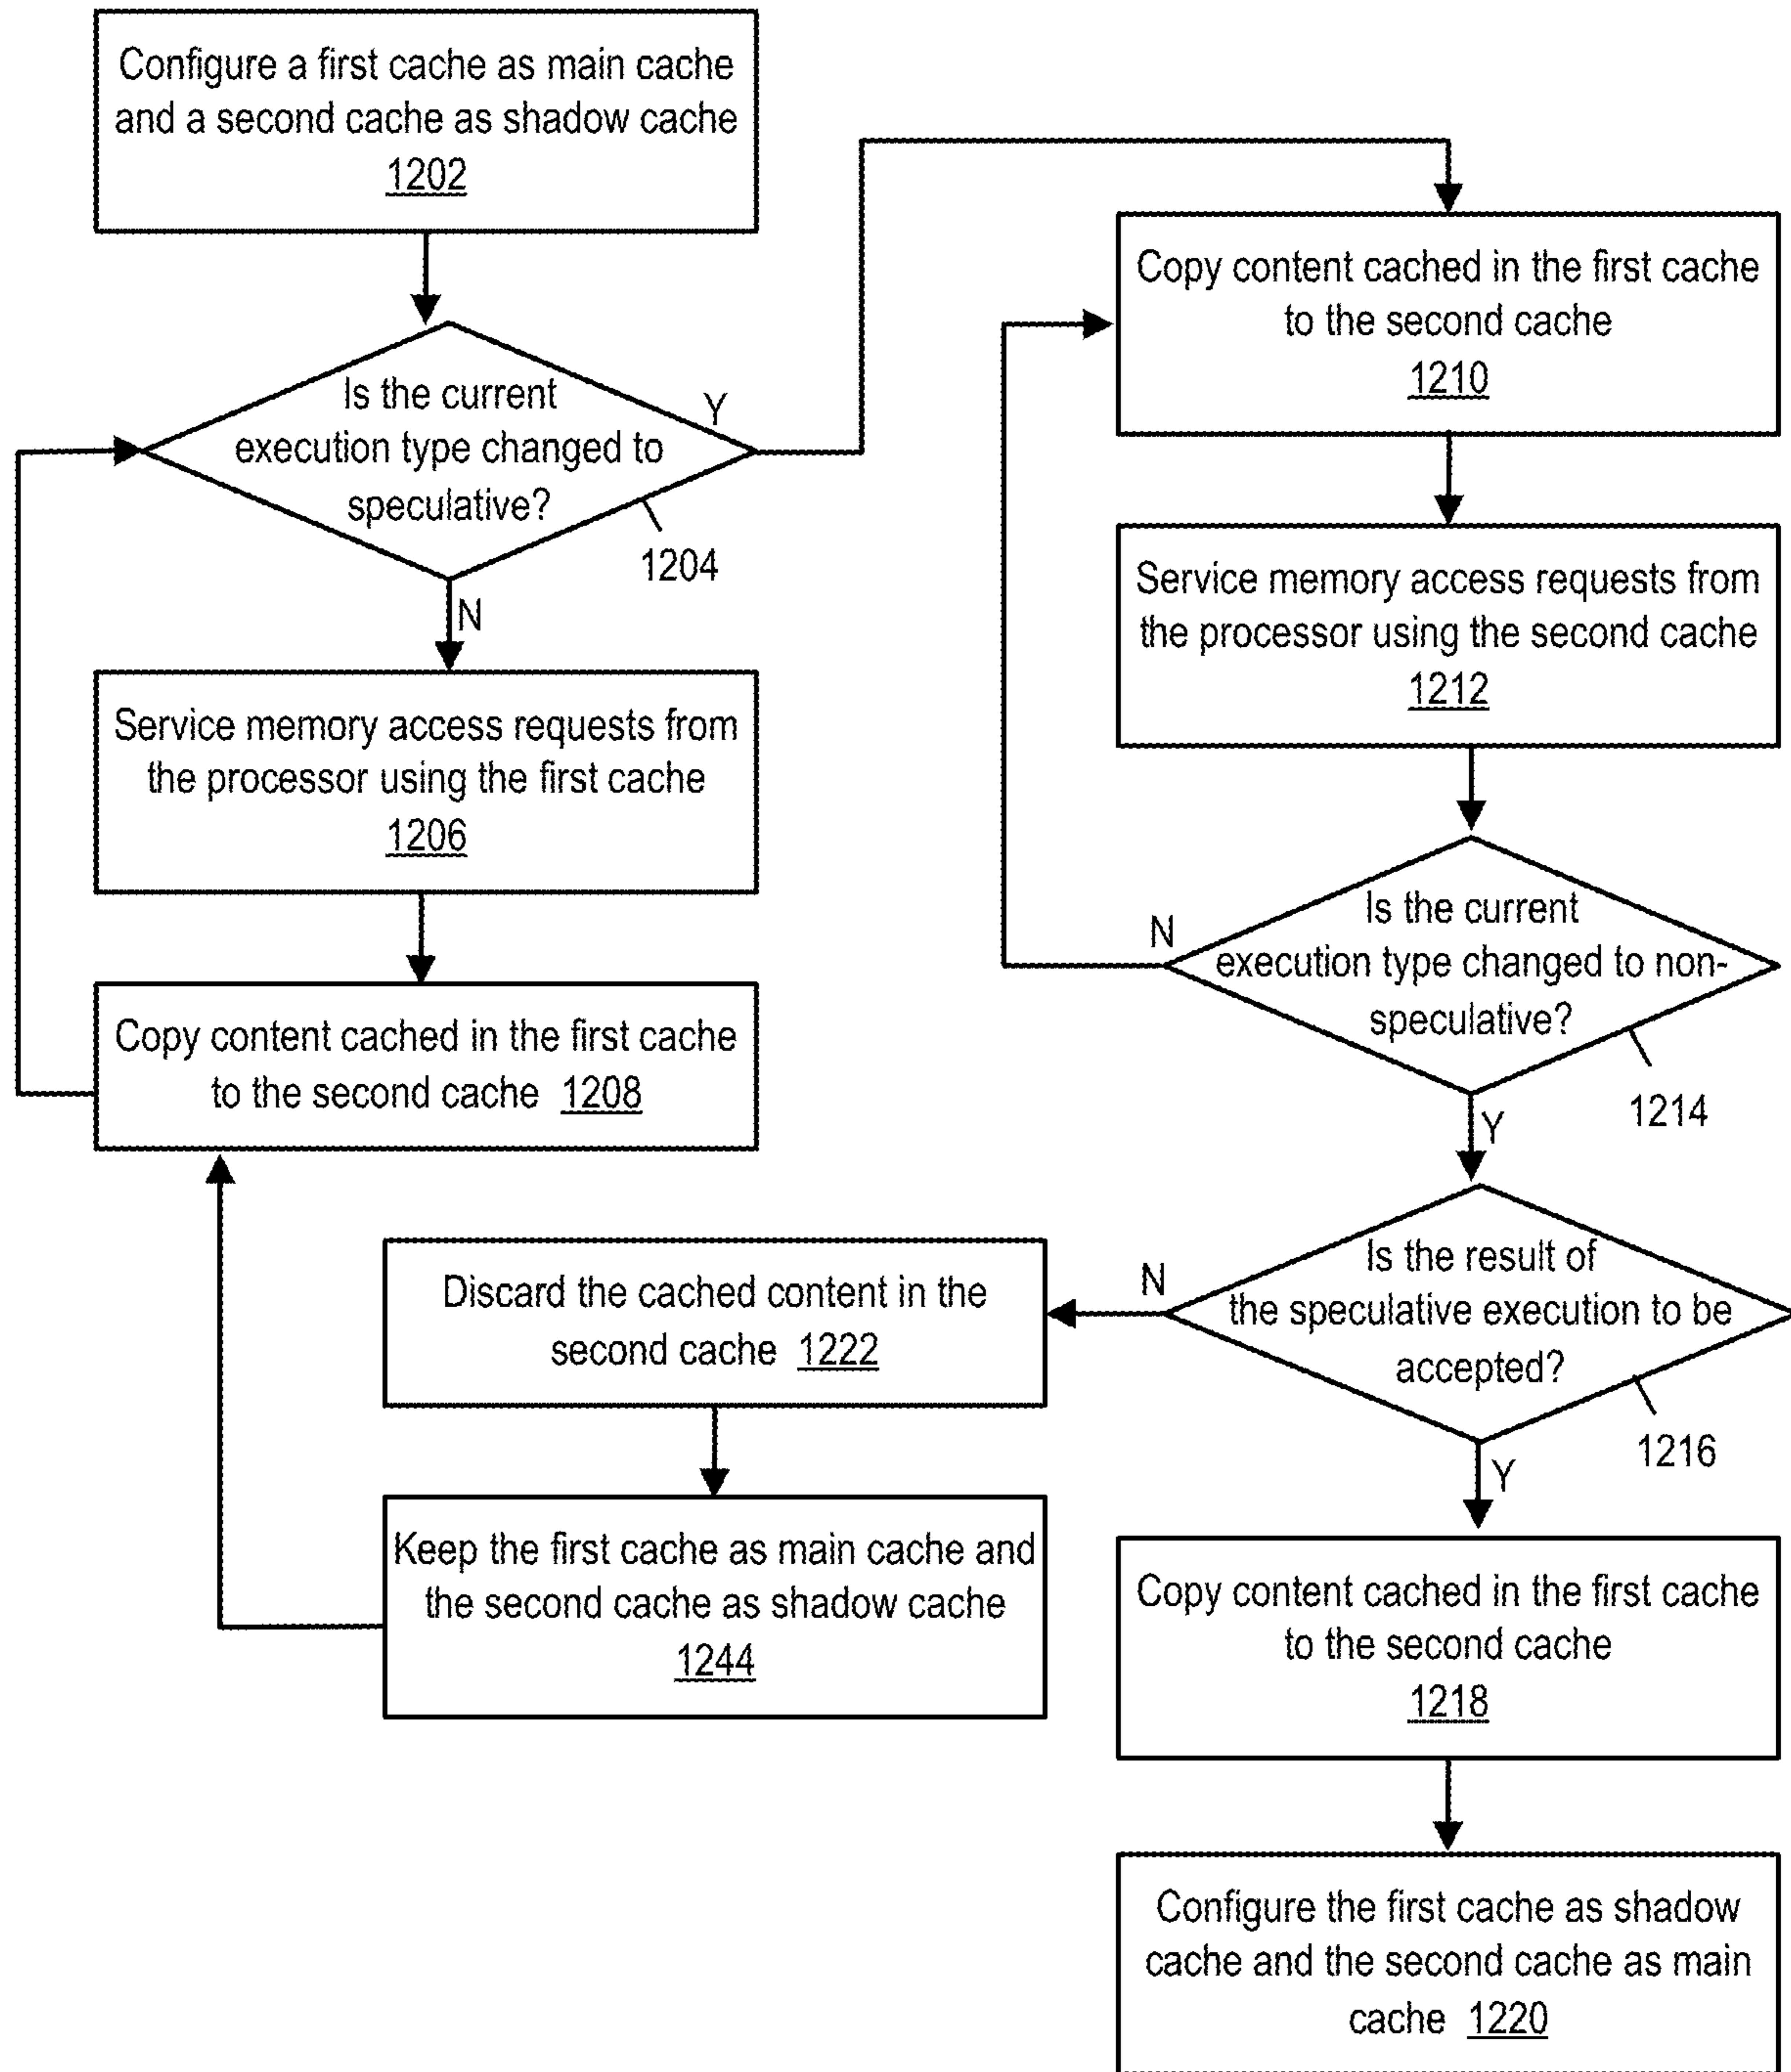 Configure a first cache as main cache
and a second cache as shadow cache
1202
Is the current
execution type changed to
speculative?
Y
1204
N
Service memory access requests from
the processor using the first cache
1206
Copy content cached in the first cache
to the second cache 1208
Copy content cached in the first cache
to the second cache
1210
Service memory access requests from
the processor using the second cache
1212
Is the current
execution type changed to non-
speculative?
N
1214
Y
Is the result of
the speculative execution to be
accepted?
N
1216
Y
Discard the cached content in the
second cache 1222
Keep the first cache as main cache and
the second cache as shadow cache
1244
Copy content cached in the first cache
to the second cache
1218
Configure the first cache as shadow
cache and the second cache as main
cache 1220